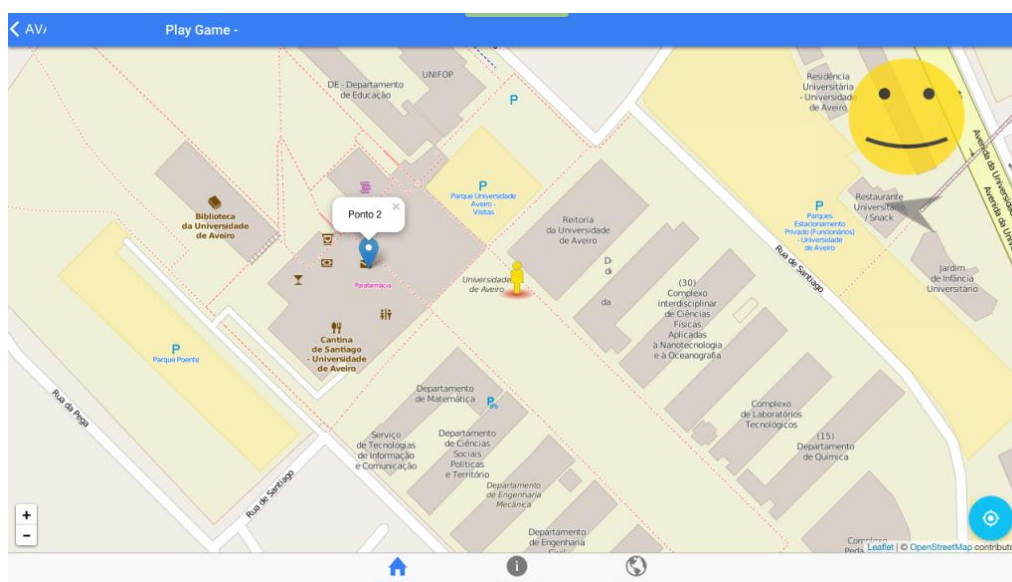 AVA
Play Game -
UNIFOP
DE - Departamento
de Educação
P
Residência
Universitária
- Universidade
de Aveiro
Avenida da Universidade
P
Parque Universidade
Aveiro -
Visitas
Biblioteca
da Universidade
de Aveiro
Ponto 2
×
Reitoria
da Universidade
de Aveiro
P
Parques
Estacionamento
Privado (Funcionários)
- Universidade
de Aveiro
Restaurante
Universitário
/ Snack
Rua de Santiago
Jardim
de Infância
Universitário
Parafarmacia
Universidade
de Aveiro
da
(30)
Complexo
interdisciplinar
de Ciências
Físicas
Aplicadas
à Nanotecnologia
e à Oceanografia
Cantina
de Santiago
- Universidade
de Aveiro
P
Parque Poente
Rua da Pega
Departamento
de Matemática
P
Complexo
de Laboratórios
Tecnológicos
(15)
Departamento
de Química
Serviço
de Tecnologias
de Informação
e Comunicação
Departamento
de Ciências
Sociais
Políticas
e Território
Departamento
de Engenharia
Mecânica
Rua de Santiago
Departamento
de Engenharia
+
-
Leaflet | © OpenStreetMap contributo